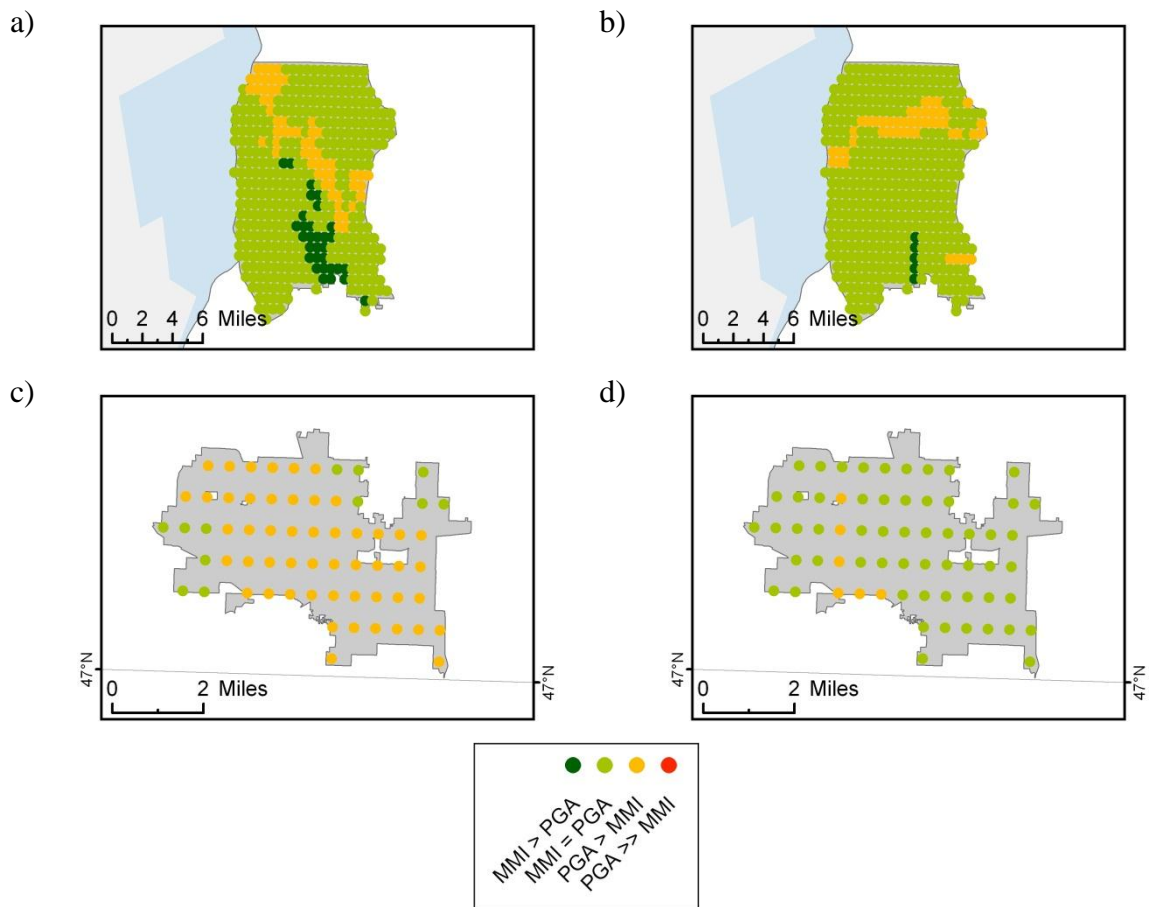 a)
b)
0 2 4 6 Miles
0 2 4 6 Miles
c)
d)
47°N
0 2 Miles
47°N
47°N
0 2 Miles
47°N
MMI > PGA
MMI = PGA
PGA > MMI
PGA >> MMI